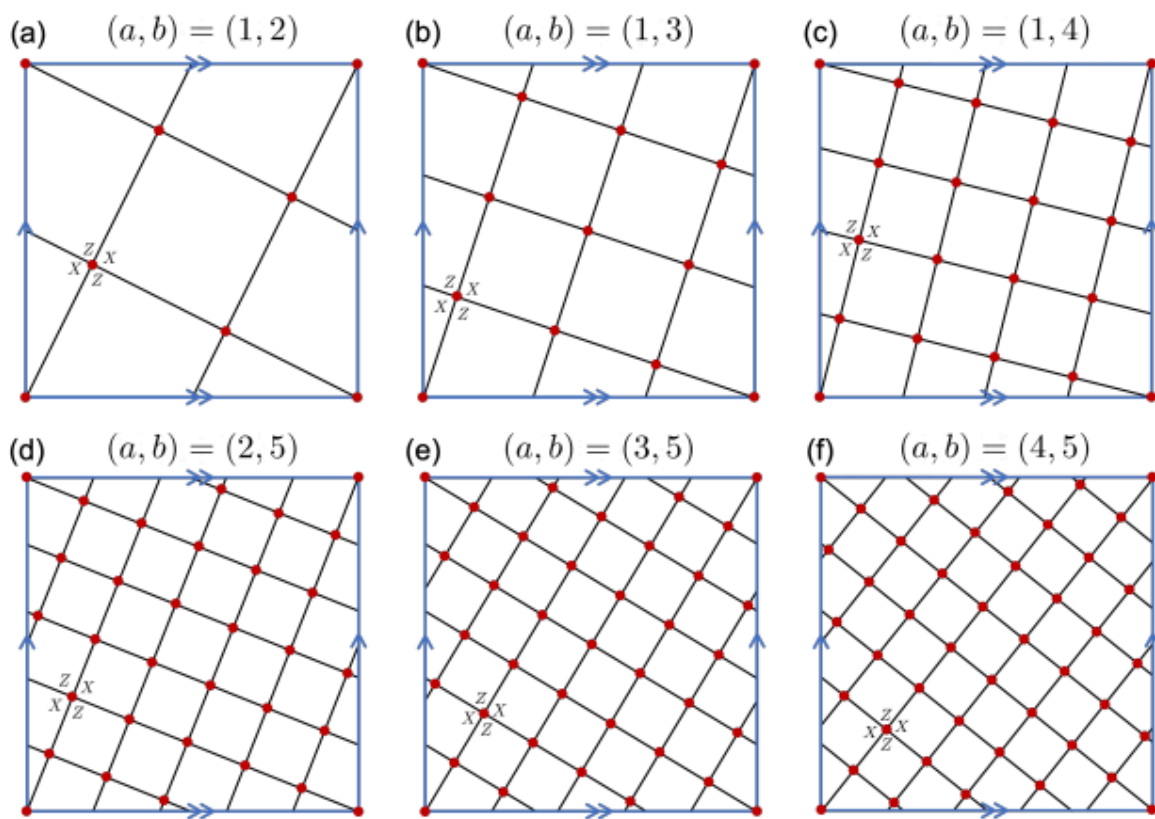 (a) (a, b) = (1, 2)
(b) (a, b) = (1, 3)
(c) (a, b) = (1, 4)
Z X
X Z
Z X
X Z
Z X
X Z
(d) (a, b) = (2, 5)
(e) (a, b) = (3, 5)
(f) (a, b) = (4, 5)
Z X
X Z
Z X
X Z
Z X
X Z